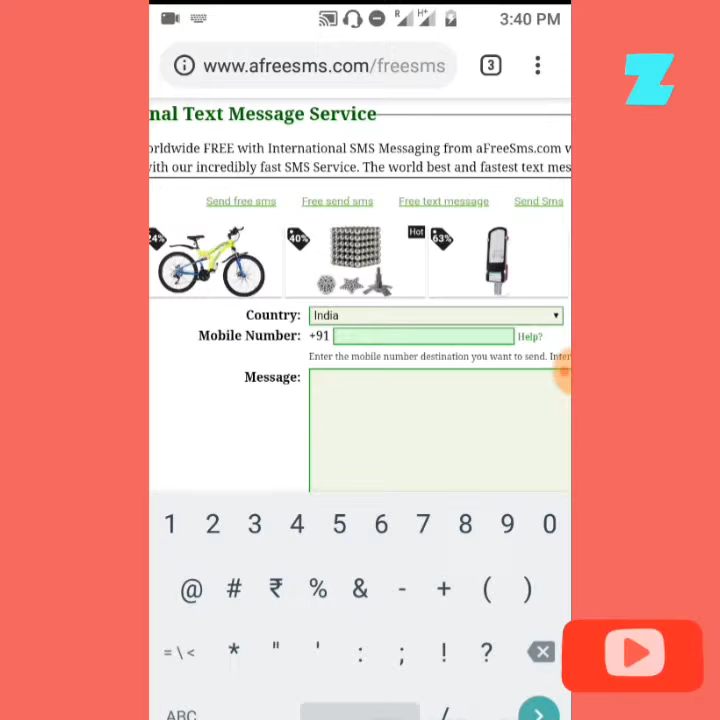 R H+ 3:40 PM
www.afreesms.com/freesms 3
Z
nal Text Message Service
orldwide FREE with International SMS Messaging from aFreeSms.com w
ith our incredibly fast SMS Service. The world best and fastest text mes
Send free sms Free send sms Free text message Send Sms
24% 40% Hot 63%
Country: India
Mobile Number: +91 Help?
Enter the mobile number destination you want to send. Inter
Message:
1 2 3 4 5 6 7 8 9 0
@ # ₹ % & - + ( )
= \ < * " ' : ; ! ?
ABC /